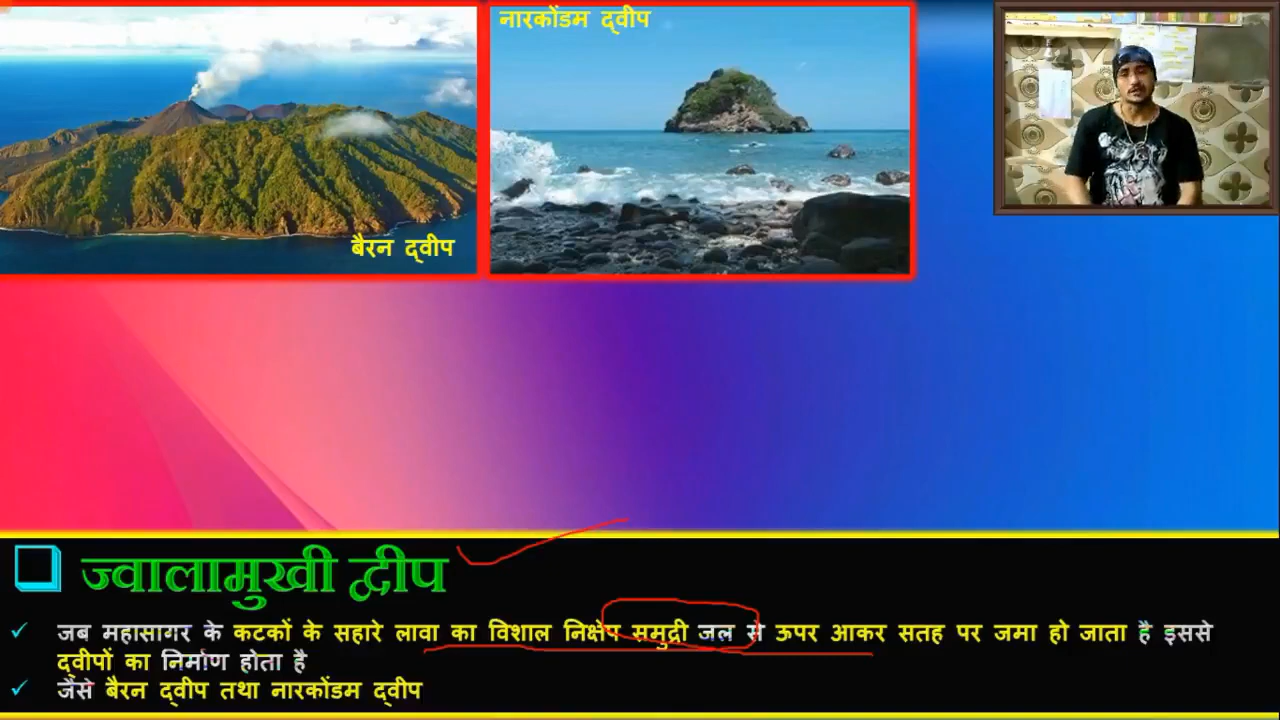 नारकोंडम द्वीप
बैरन द्वीप
ज्वालामुखी द्वीप
जब महासागर के कटकों के सहारे लावा का विशाल निक्षेप समुद्री जल से ऊपर आकर सतह पर जमा हो जाता है इससे
द्वीपों का निर्माण होता है
जैसे बैरन द्वीप तथा नारकोंडम द्वीप